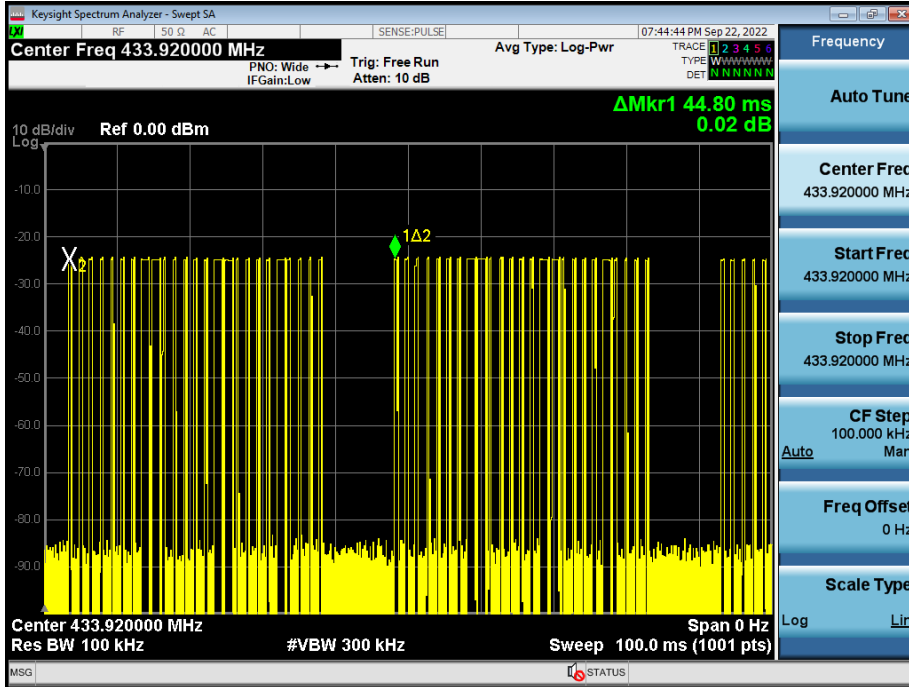 Keysight Spectrum Analyzer - Swept SA
LXI RF 50 Ω AC SENSE:PULSE 07:44:44 PM Sep 22, 2022
Center Freq 433.920000 MHz
PNO: Wide
IFGain:Low
Trig: Free Run
Atten: 10 dB
Avg Type: Log-Pwr
TRACE 1 2 3 4 5 6
TYPE WWWWWW
DET N N N N N N
ΔMkr1 44.80 ms
0.02 dB
10 dB/div Ref 0.00 dBm
Log
-10.0
-20.0
-30.0
-40.0
-50.0
-60.0
-70.0
-80.0
-90.0
X2
1Δ2
Center 433.920000 MHz Span 0 Hz
Res BW 100 kHz #VBW 300 kHz Sweep 100.0 ms (1001 pts)
MSG STATUS
Frequency
Auto Tune
Center Freq
433.920000 MHz
Start Freq
433.920000 MHz
Stop Freq
433.920000 MHz
CF Step
100.000 kHz
Auto Man
Freq Offset
0 Hz
Scale Type
Log Lin